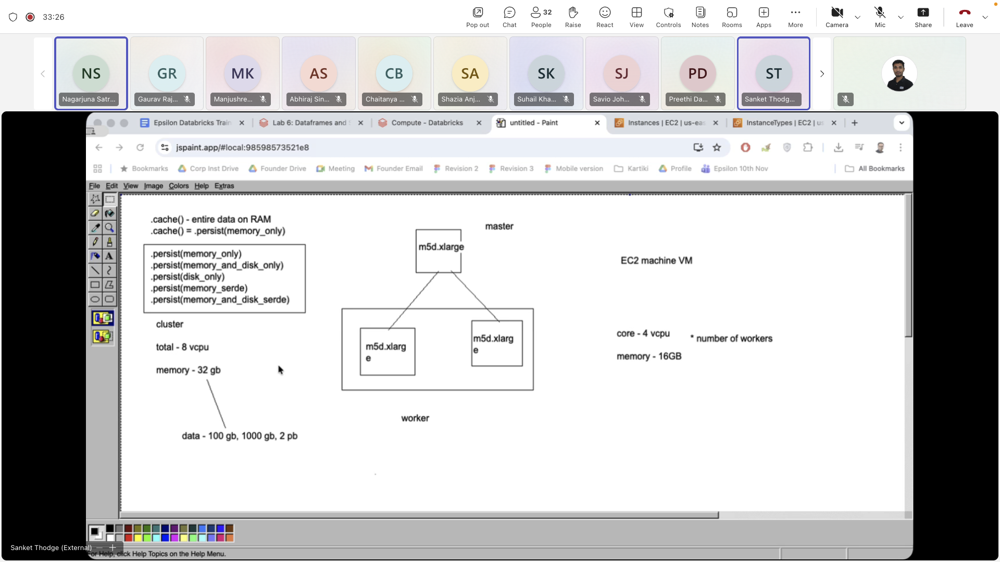 33:26
Pop out
Chat
32
People
Raise
React
View
Controls
Notes
Rooms
Apps
More
Camera
Mic
Share
Leave
NS
GR
MK
AS
CB
SA
SK
SJ
PD
ST
Nagarjuna Satr...
Gaurav Raj...
Manjushre...
Abhiraj Sin...
Chaitanya ...
Shazia Anj...
Suhail Kha...
Savio Joh...
Preethi Da...
Sanket Thodg...
Epsilon Databricks Train
Lab 6: Dataframes and S
Compute - Databricks
untitled - Paint
Instances | EC2 | us-eas
InstanceTypes | EC2 | us
jspaint.app/#local:98598573521e8
Bookmarks
Corp Inst Drive
Founder Drive
Meeting
Founder Email
Revision 2
Revision 3
Mobile version
Kartiki
Profile
Epsilon 10th Nov
All Bookmarks
File Edit View Image Colors Help Extras
.cache() - entire data on RAM
.cache() = .persist(memory_only)
.persist(memory_only)
.persist(memory_and_disk_only)
.persist(disk_only)
.persist(memory_serde)
.persist(memory_and_disk_serde)
cluster
total - 8 vcpu
memory - 32 gb
data - 100 gb, 1000 gb, 2 pb
master
m5d.xlarge
m5d.xlarg
e
m5d.xlarg
e
worker
EC2 machine VM
core - 4 vcpu
* number of workers
memory - 16GB
Sanket Thodge (External)
For Help, click Help Topics on the Help Menu.